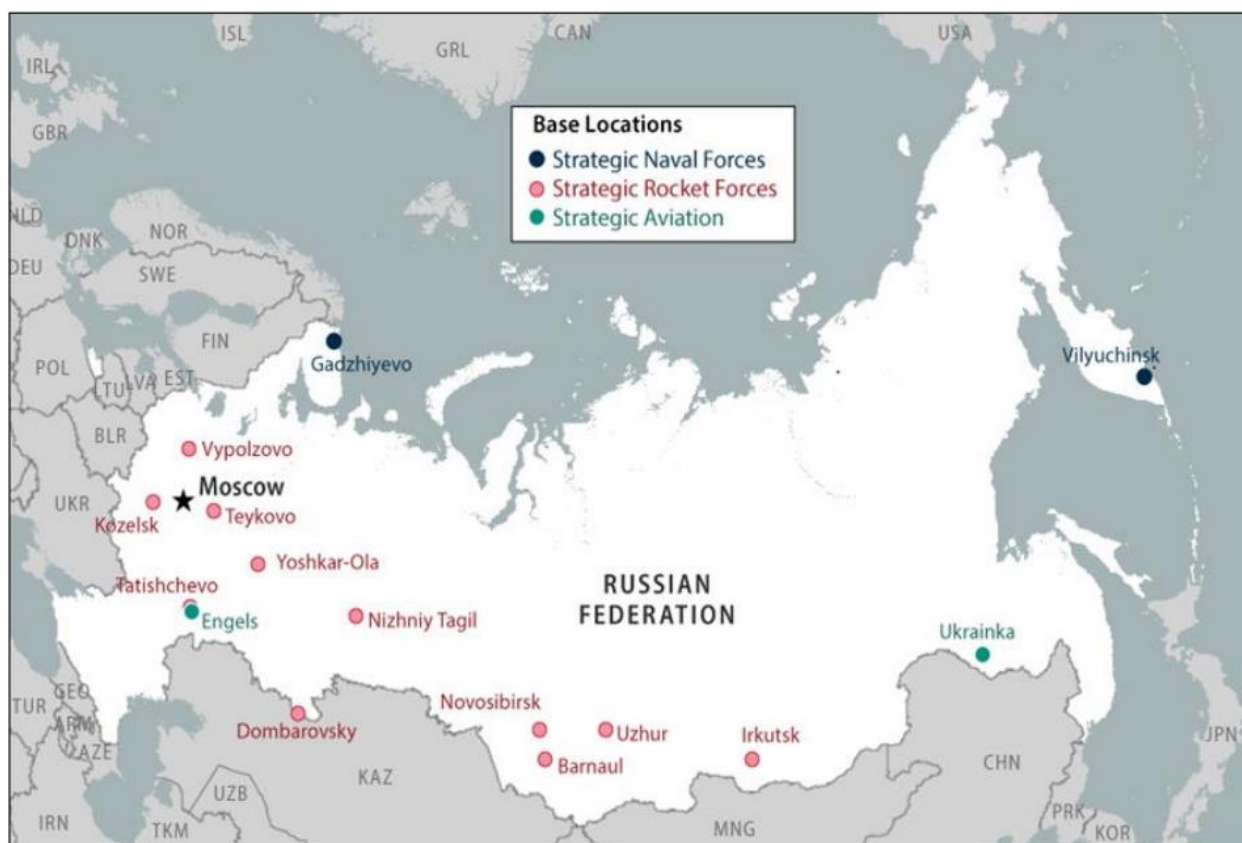 ISL
GRL
CAN
USA
IRL
GBR
Base Locations
Strategic Naval Forces
Strategic Rocket Forces
Strategic Aviation
NLD
DNK
NOR
DEU
SWE
FIN
POL
LTU
LVA
EST
BLR
UKR
Gadzhiyevo
Vilyuchinsk
Vypolzovo
Moscow
Kozelsk
Teykovo
Yoshkar-Ola
Tatishchevo
Engels
Nizhniy Tagil
RUSSIAN
FEDERATION
Ukrainka
Novosibirsk
Uzhur
Irkutsk
Barnaul
Dombarovsky
TUR
GEO
ARM
AZE
IRN
UZB
TKM
KAZ
MNG
CHN
PRK
KOR
JPN